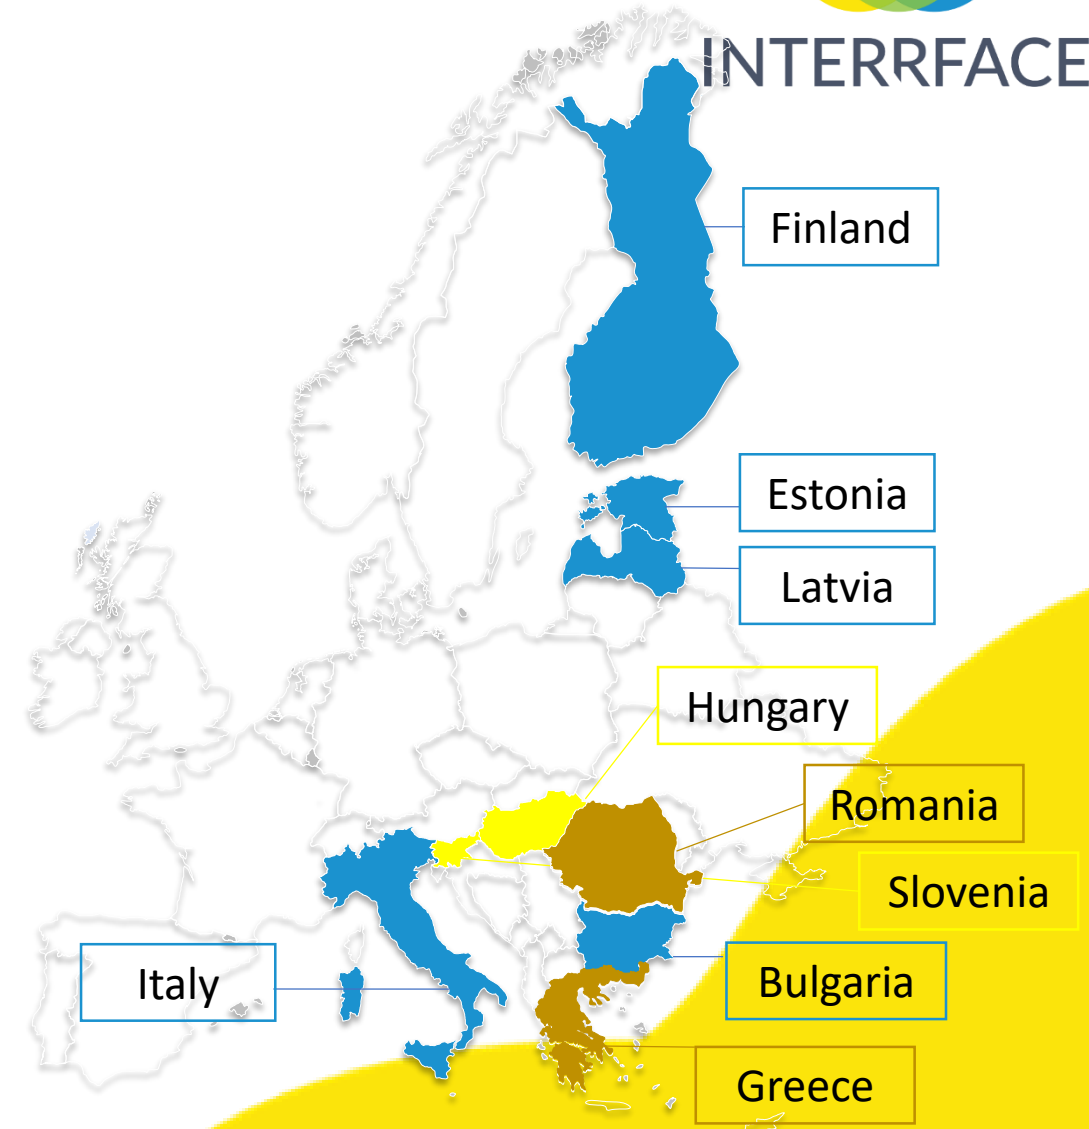 INTERRFACE
Finland
Estonia
Latvia
Hungary
Romania
Slovenia
Italy
Bulgaria
Greece